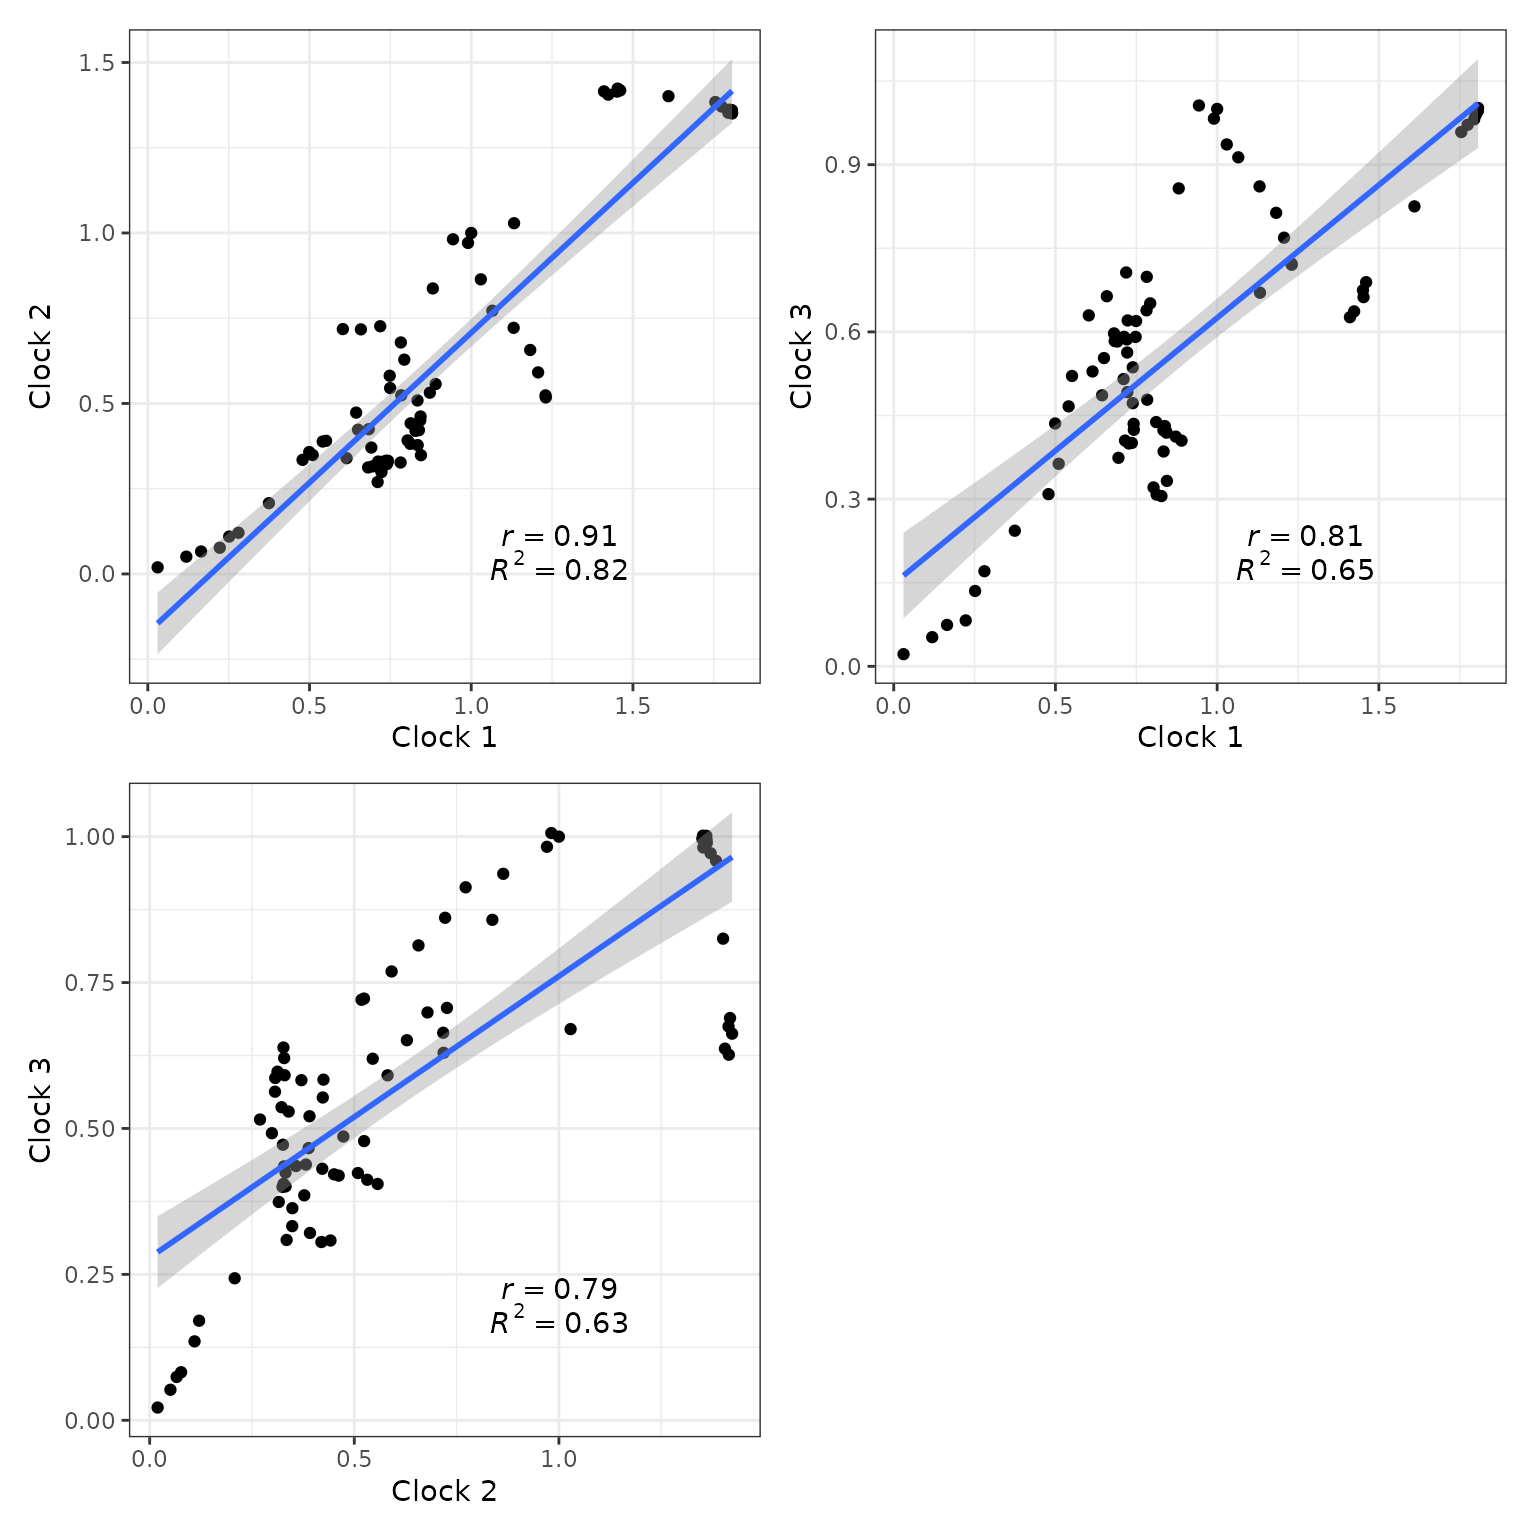 1.5
1.0
0.5
0.0
Clock 2
r = 0.91
R² = 0.82
0.0 0.5 1.0 1.5
Clock 1
0.9
0.6
0.3
0.0
Clock 3
r = 0.81
R² = 0.65
0.0 0.5 1.0 1.5
Clock 1
1.00
0.75
0.50
0.25
0.00
Clock 3
r = 0.79
R² = 0.63
0.0 0.5 1.0
Clock 2